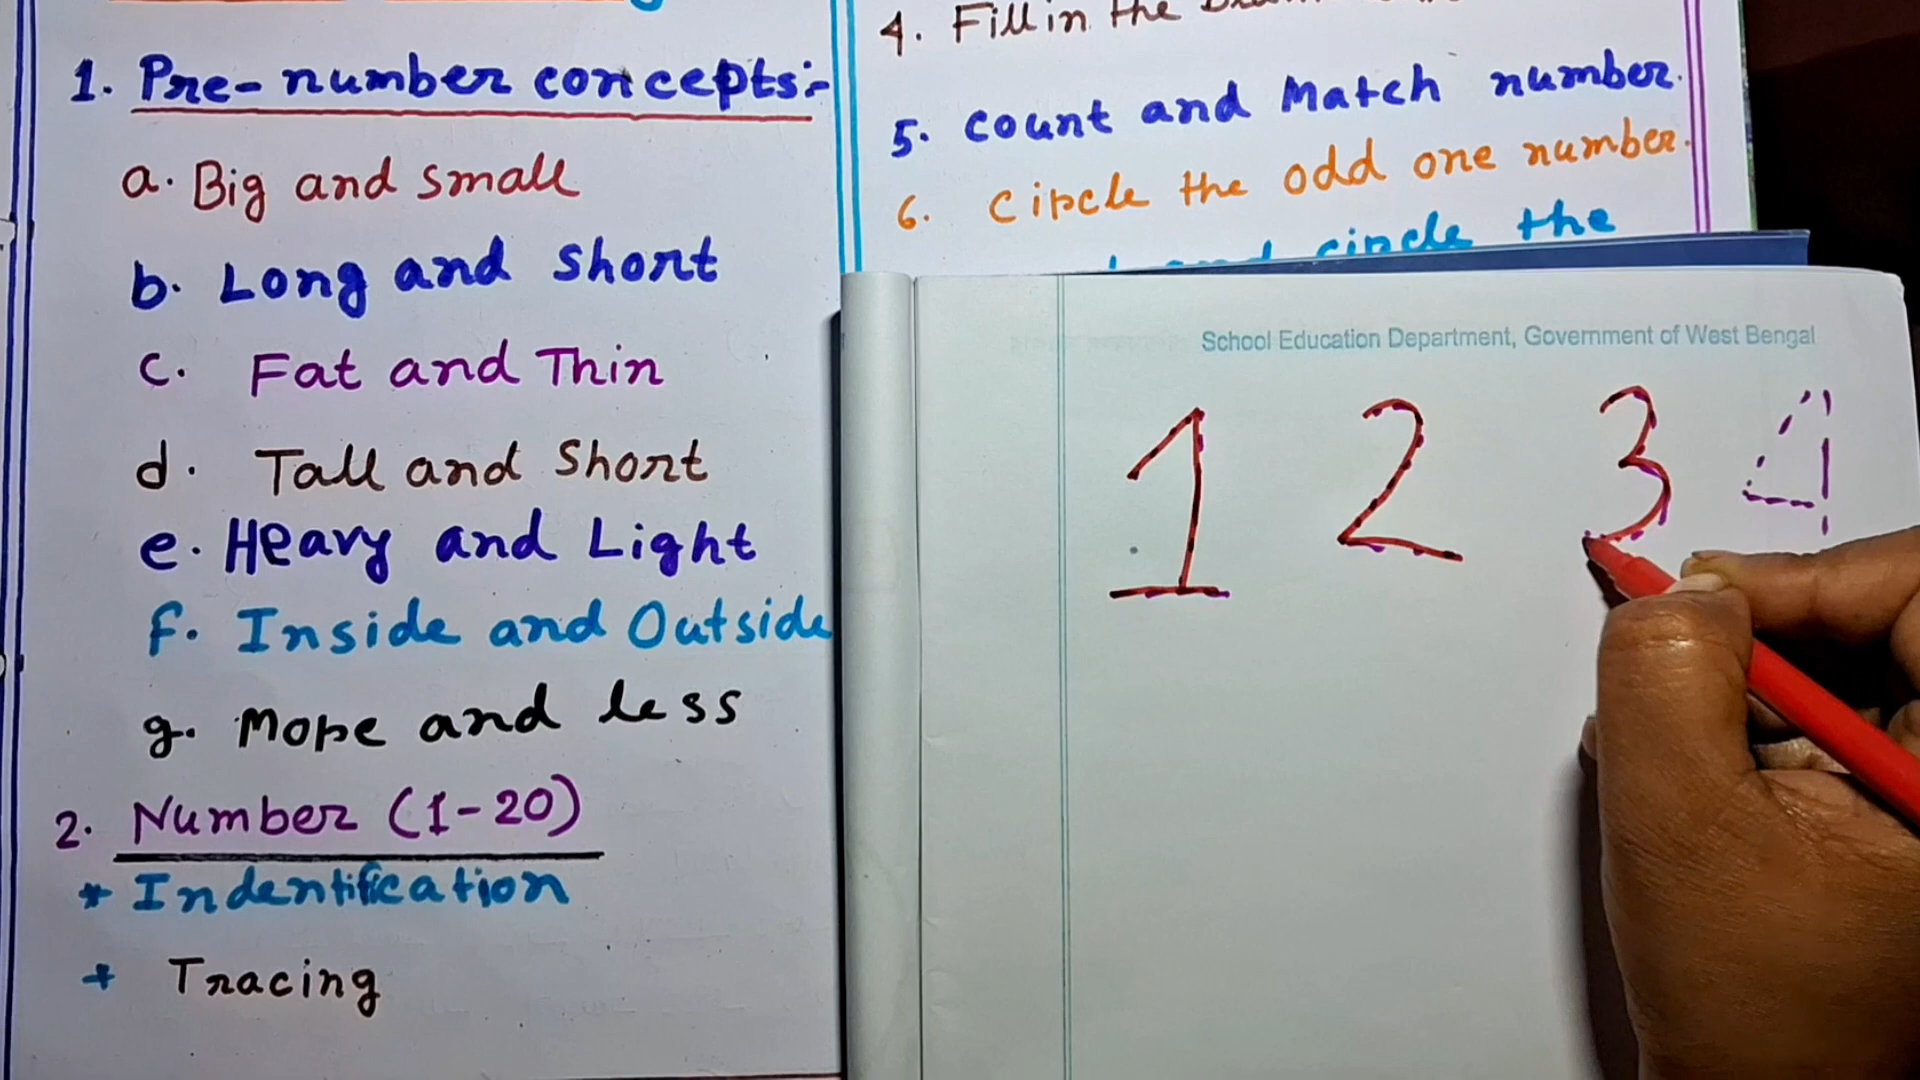 1. Pre-number concepts:-
a. Big and small
b. Long and short
c. Fat and Thin
d. Tall and Short
e. Heavy and Light
f. Inside and Outside
g. More and less
2. Number (1-20)
* Indentification
+ Tracing
4. Fill in the
5. count and Match number.
6. circle the odd one number.
and circle the
School Education Department, Government of West Bengal
1 2 3 4